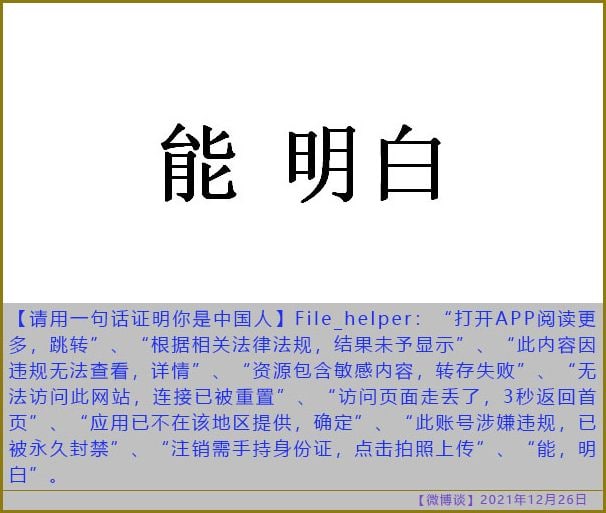 能 明白
【请用一句话证明你是中国人】File_helper：“打开APP阅读更
多，跳转”、“根据相关法律法规，结果未予显示”、“此内容因
违规无法查看，详情”、“资源包含敏感内容，转存失败”、“无
法访问此网站，连接已被重置”、“访问页面走丢了，3秒返回首
页”、“应用已不在该地区提供，确定”、“此账号涉嫌违规，已
被永久封禁”、“注销需手持身份证，点击拍照上传”、“能，明
白”。
【微博谈】2021年12月26日